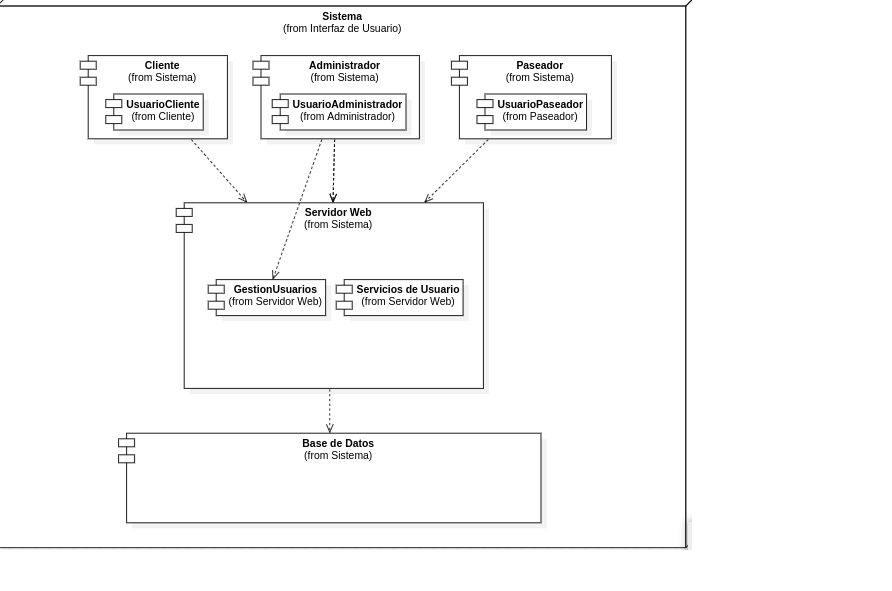 Sistema
(from Interfaz de Usuario)
Cliente
(from Sistema)
UsuarioCliente
(from Cliente)
Administrador
(from Sistema)
UsuarioAdministrador
(from Administrador)
Paseador
(from Sistema)
UsuarioPaseador
(from Paseador)
Servidor Web
(from Sistema)
GestionUsuarios
(from Servidor Web)
Servicios de Usuario
(from Servidor Web)
Base de Datos
(from Sistema)